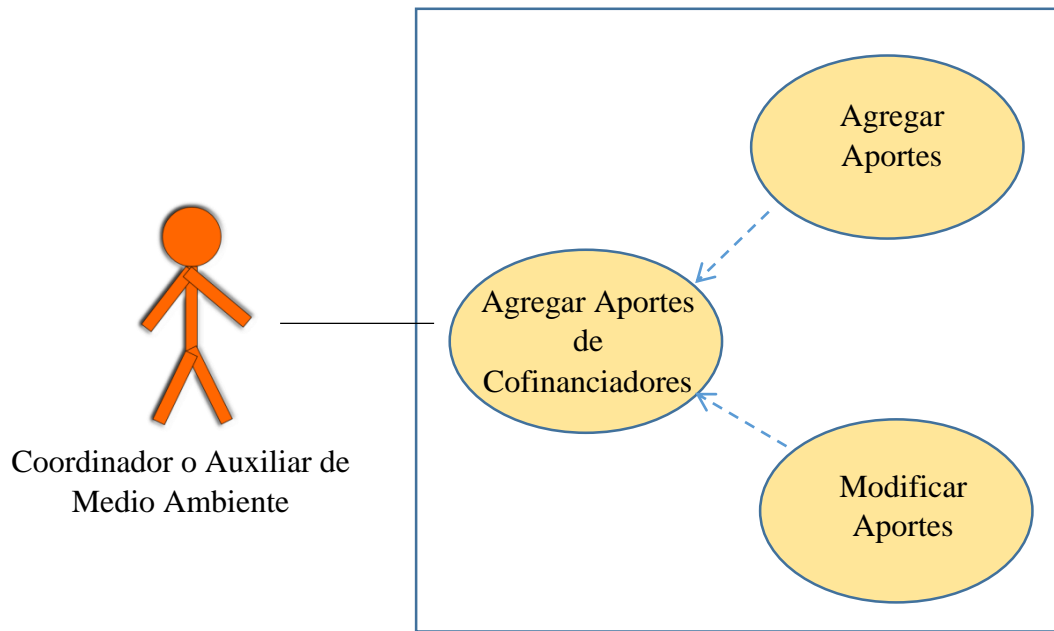 Agregar
Aportes
Agregar Aportes
de
Cofinanciadores
Coordinador o Auxiliar de
Medio Ambiente
Modificar
Aportes